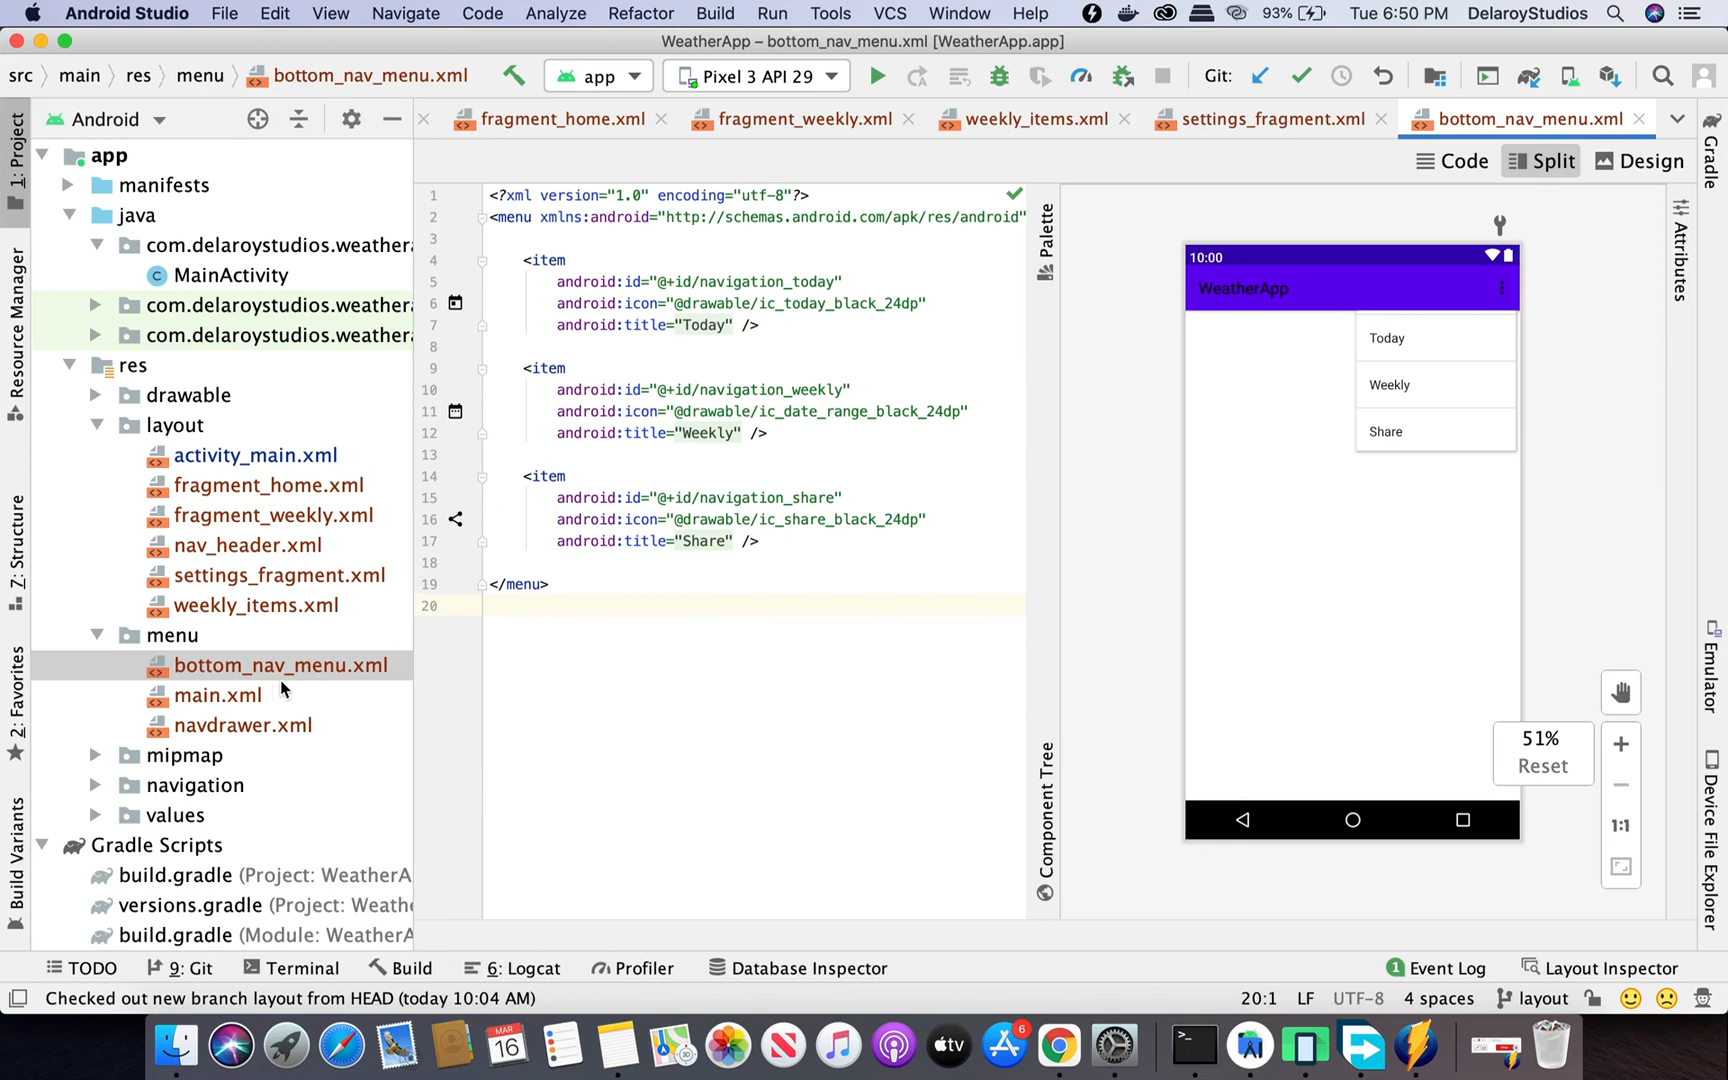 Android Studio File Edit View Navigate Code Analyze Refactor Build Run Tools VCS Window Help 93% Tue 6:50 PM DelaroyStudios
WeatherApp – bottom_nav_menu.xml [WeatherApp.app]
src main res menu bottom_nav_menu.xml app Pixel 3 API 29 Git:
Android
fragment_home.xml fragment_weekly.xml weekly_items.xml settings_fragment.xml bottom_nav_menu.xml
Code Split Design
1: Project
Resource Manager
7: Structure
2: Favorites
Build Variants
app
manifests
java
com.delaroystudios.weathera
MainActivity
com.delaroystudios.weathera
com.delaroystudios.weathera
res
drawable
layout
activity_main.xml
fragment_home.xml
fragment_weekly.xml
nav_header.xml
settings_fragment.xml
weekly_items.xml
menu
bottom_nav_menu.xml
main.xml
navdrawer.xml
mipmap
navigation
values
Gradle Scripts
build.gradle (Project: WeatherA
versions.gradle (Project: Weathe
build.gradle (Module: WeatherA
1 <?xml version="1.0" encoding="utf-8"?>
2 <menu xmlns:android="http://schemas.android.com/apk/res/android"
3
4 <item
5 android:id="@+id/navigation_today"
6 android:icon="@drawable/ic_today_black_24dp"
7 android:title="Today" />
8
9 <item
10 android:id="@+id/navigation_weekly"
11 android:icon="@drawable/ic_date_range_black_24dp"
12 android:title="Weekly" />
13
14 <item
15 android:id="@+id/navigation_share"
16 android:icon="@drawable/ic_share_black_24dp"
17 android:title="Share" />
18
19 </menu>
20
Palette
Component Tree
10:00
WeatherApp
Today
Weekly
Share
51%
Reset
1:1
Gradle
Attributes
Emulator
Device File Explorer
TODO 9: Git Terminal Build 6: Logcat Profiler Database Inspector 1 Event Log Layout Inspector
Checked out new branch layout from HEAD (today 10:04 AM) 20:1 LF UTF-8 4 spaces layout
MAR
16
tv
6